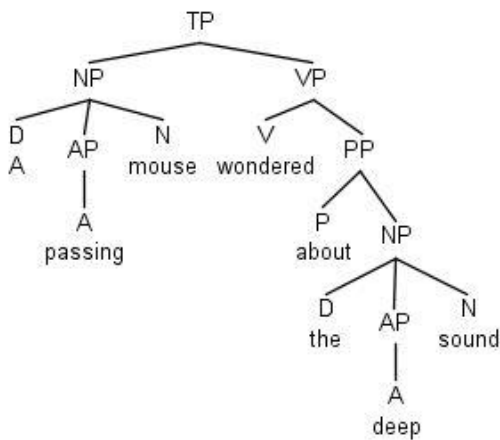 TP
NP VP
D AP N V PP
A mouse wondered
A P NP
passing about
D AP N
the sound
A
deep